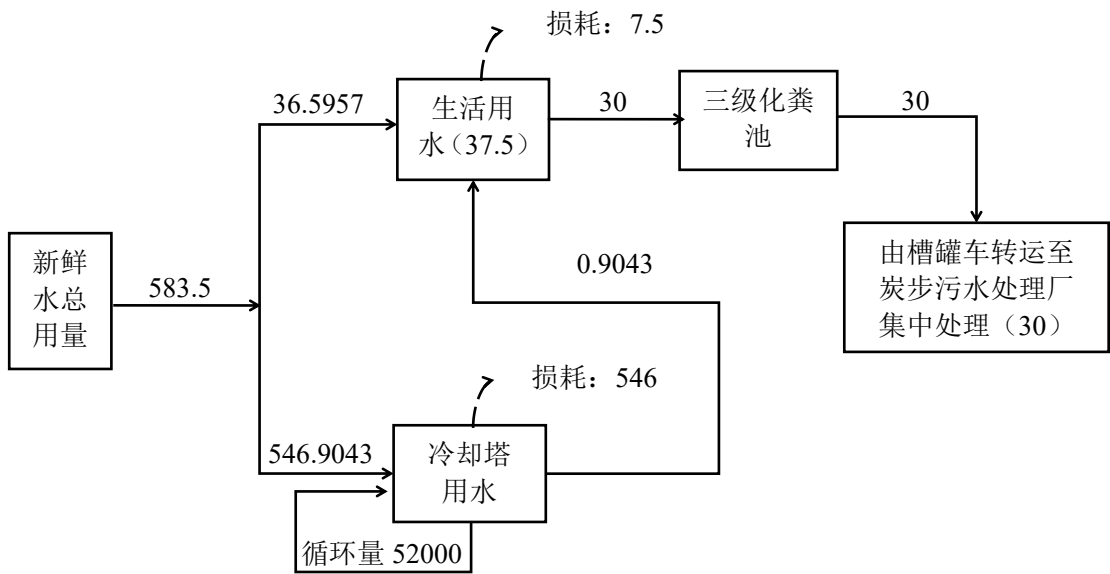 损耗：7.5
36.5957
生活用
水（37.5）
30
三级化粪
池
30
新鲜
水总
用量
583.5
0.9043
由槽罐车转运至
炭步污水处理厂
集中处理（30）
损耗：546
546.9043
冷却塔
用水
循环量 52000